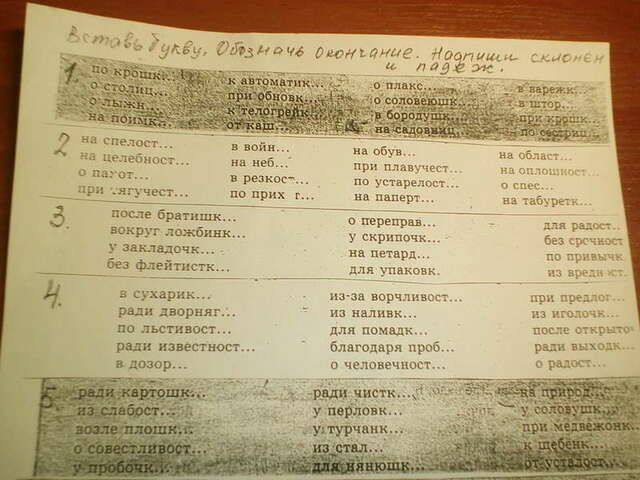 Вставь букву. Обозначь окончание. Надпиши склонен
и падеж.
1. по крошк... к автоматик... о плакс... в варежк...
о столиц... при обновк... о соловеюшк... в штор...
о лыжн... к телогрейк... в бородушк... при крошк...
на поимк... от каш... на садовниц... по сестриц...
2 на спелост... в войн... на обув... на област...
на целебност... на неб... при плавучест... на оплошност...
о пагот... в резкост... по устарелост... о спес...
при тягучест... по прих т... на паперт... на табуретк...
3. после братишк... о переправ... для радост..
вокруг ложбинк... у скрипочк... без срочност
у закладочк... на петард... по привычк.
без флейтистк... для упаковк. из вредност.
4. в сухарик... из-за ворчливост... при предлог...
ради дворняг... из наливк... из иголочк...
по льстивост... для помадк... после открыто
ради известност... благодаря проб... ради выходк...
в дозор... о человечност... о радост...
5. ради картошк... ради чистк... на природ...
из слабост... у перловк... у соловушк...
возле плошк... у турчанк... при медвежонк..
о совестливост... из стал... к щебенк...
у пробочк... для нянюшк... от усталост...